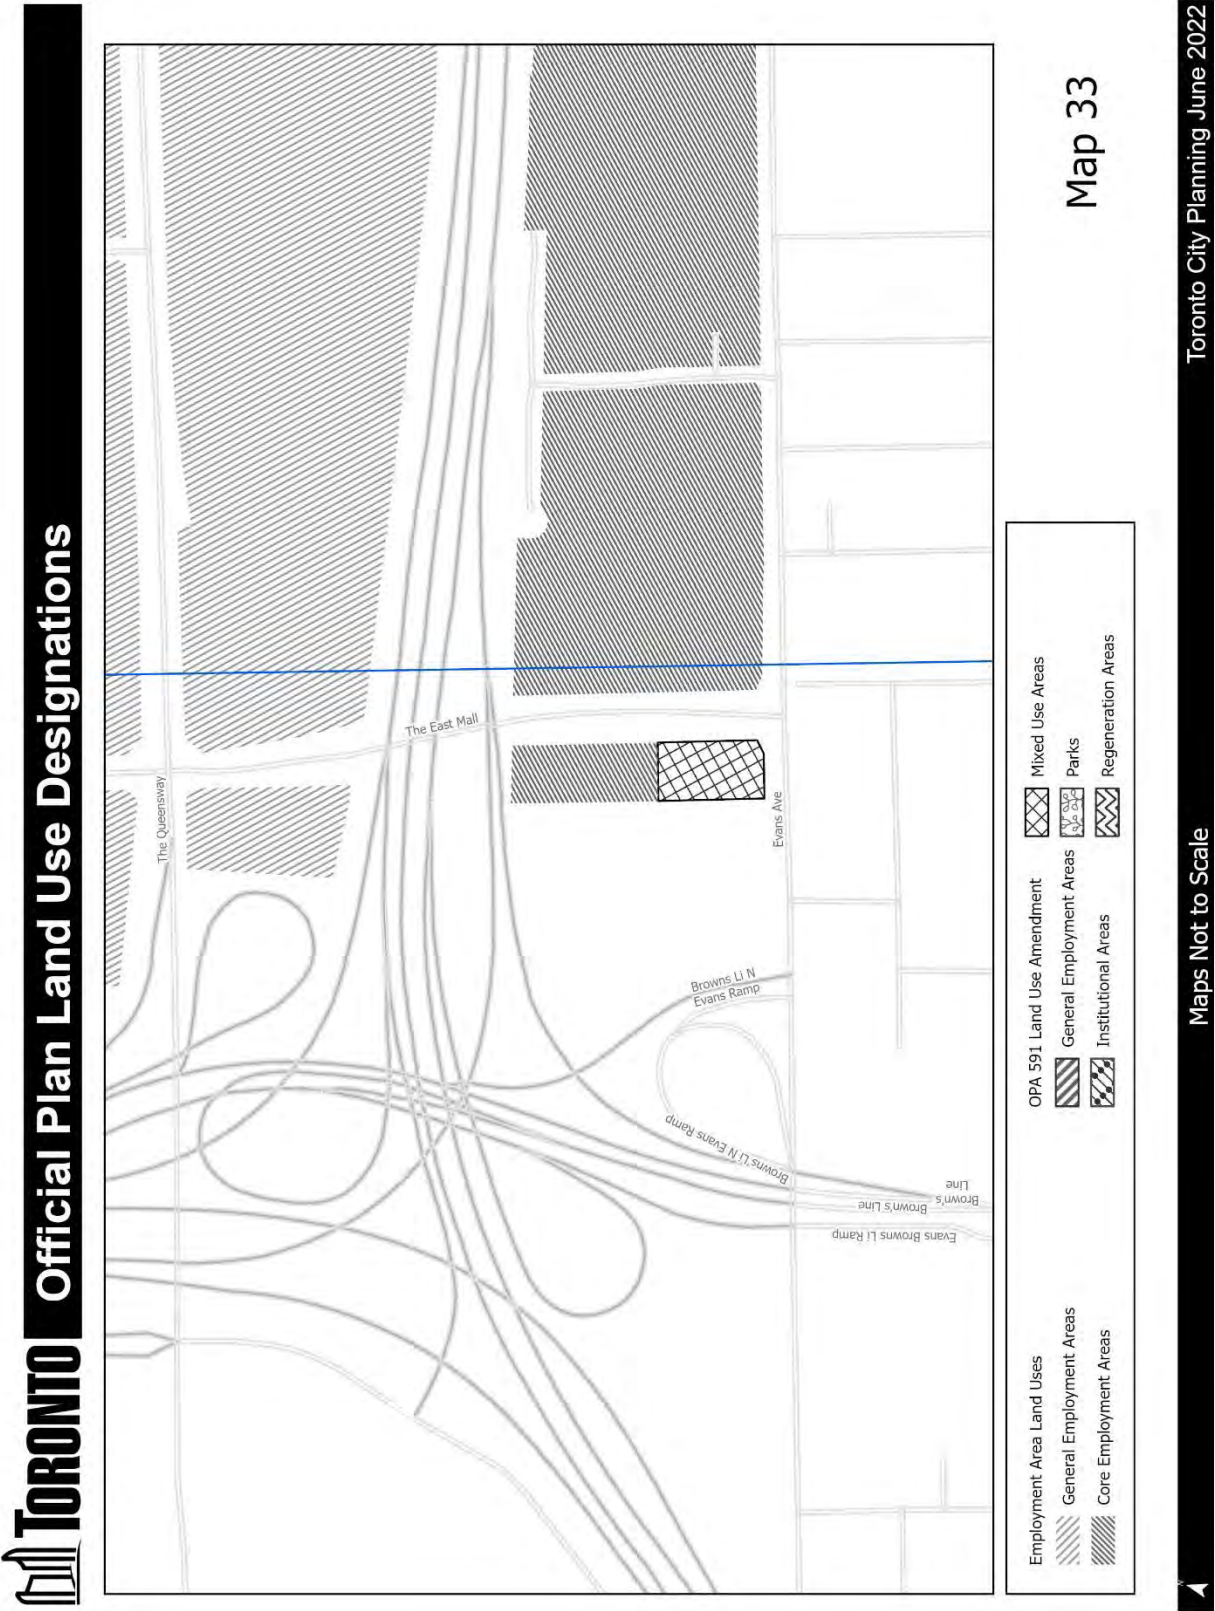 TORONTO
Official Plan Land Use Designations
The Queensway
The East Mall
Evans Ave
Browns Li N
Evans Ramp
Browns Li N Evans Ramp
Brown's Line
Brown's
Line
Evans Browns Li Ramp
Map 33
Employment Area Land Uses
General Employment Areas
Core Employment Areas
OPA 591 Land Use Amendment
General Employment Areas
Institutional Areas
Mixed Use Areas
Parks
Regeneration Areas
N
Maps Not to Scale
Toronto City Planning June 2022